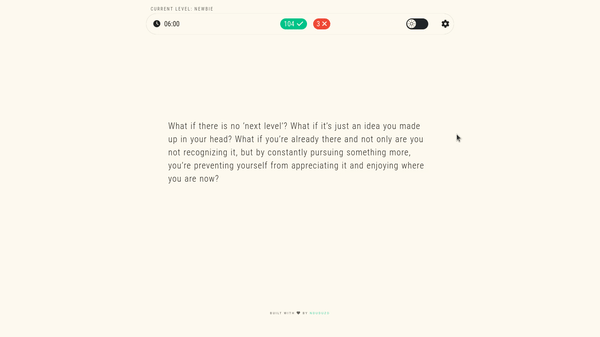 CURRENT LEVEL: NEWBIE
06:00
104
3
What if there is no 'next level'? What if it's just an idea you made
up in your head? What if you're already there and not only are you
not recognizing it, but by constantly pursuing something more,
you're preventing yourself from appreciating it and enjoying where
you are now?
BUILT WITH ❤ BY